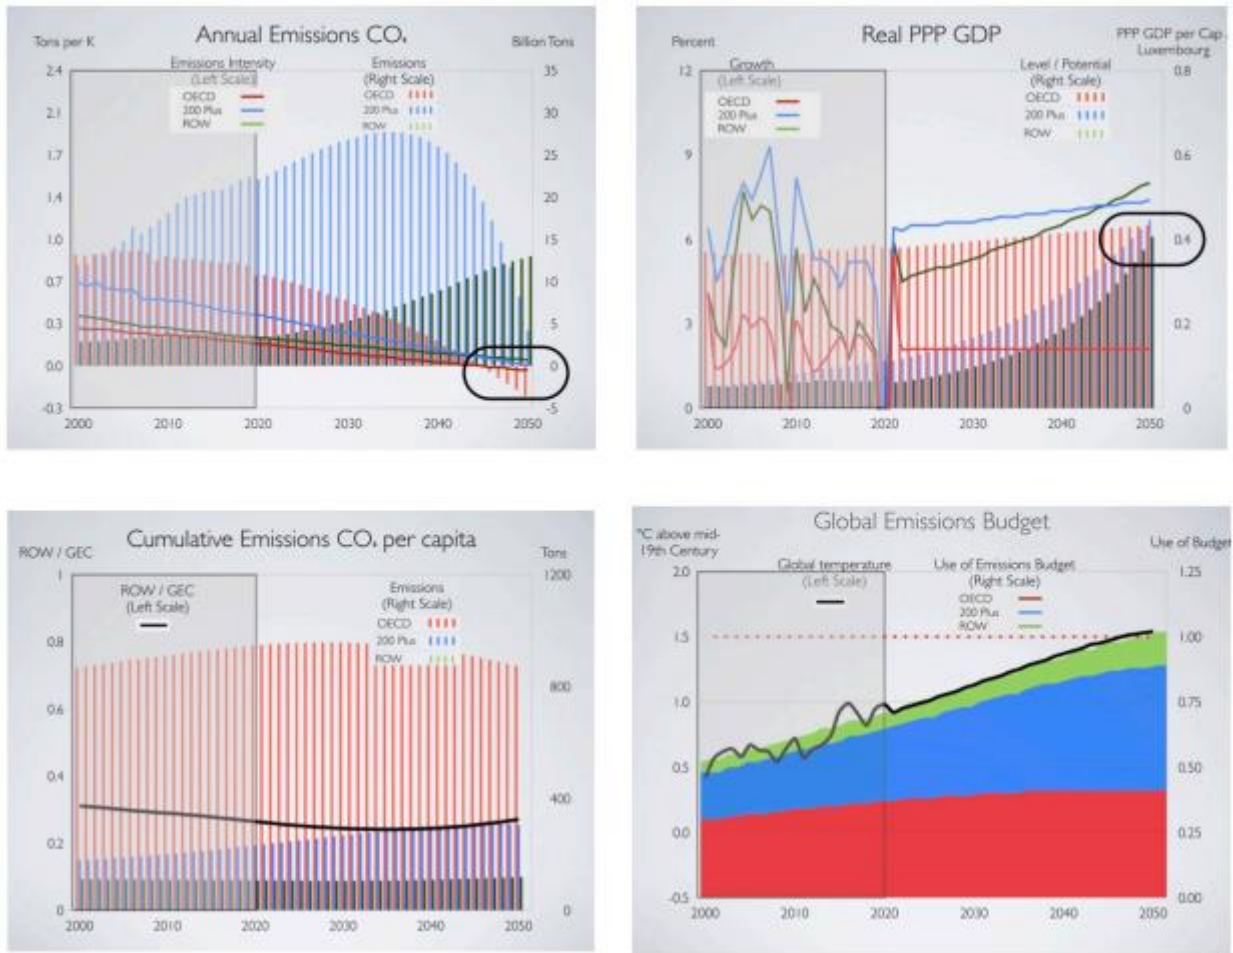 Annual Emissions CO₂
Tons per K
Billion Tons
Emissions Intensity
(Left Scale)
OECD
200 Plus
ROW
Emissions
(Right Scale)
OECD
200 Plus
ROW
2.4
2.1
1.7
1.4
1.0
0.7
0.3
0.0
-0.3
35
30
25
20
15
10
5
0
-5
2000 2010 2020 2030 2040 2050
Real PPP GDP
Percent
PPP GDP per Cap.
Luxembourg
Growth
(Left Scale)
OECD
200 Plus
ROW
Level / Potential
(Right Scale)
OECD
200 Plus
ROW
12
9
6
3
0
0.8
0.6
0.4
0.2
0
2000 2010 2020 2030 2040 2050
Cumulative Emissions CO₂ per capita
ROW / GEC
Tons
ROW / GEC
(Left Scale)
Emissions
(Right Scale)
OECD
200 Plus
ROW
1
0.8
0.6
0.4
0.2
0
1200
800
400
0
2000 2010 2020 2030 2040 2050
Global Emissions Budget
°C above mid-
19th Century
Use of Budget
Global temperature
(Left Scale)
Use of Emissions Budget
(Right Scale)
OECD
200 Plus
ROW
2.0
1.5
1.0
0.5
0.0
-0.5
1.25
1.00
0.75
0.50
0.25
0.00
2000 2010 2020 2030 2040 2050